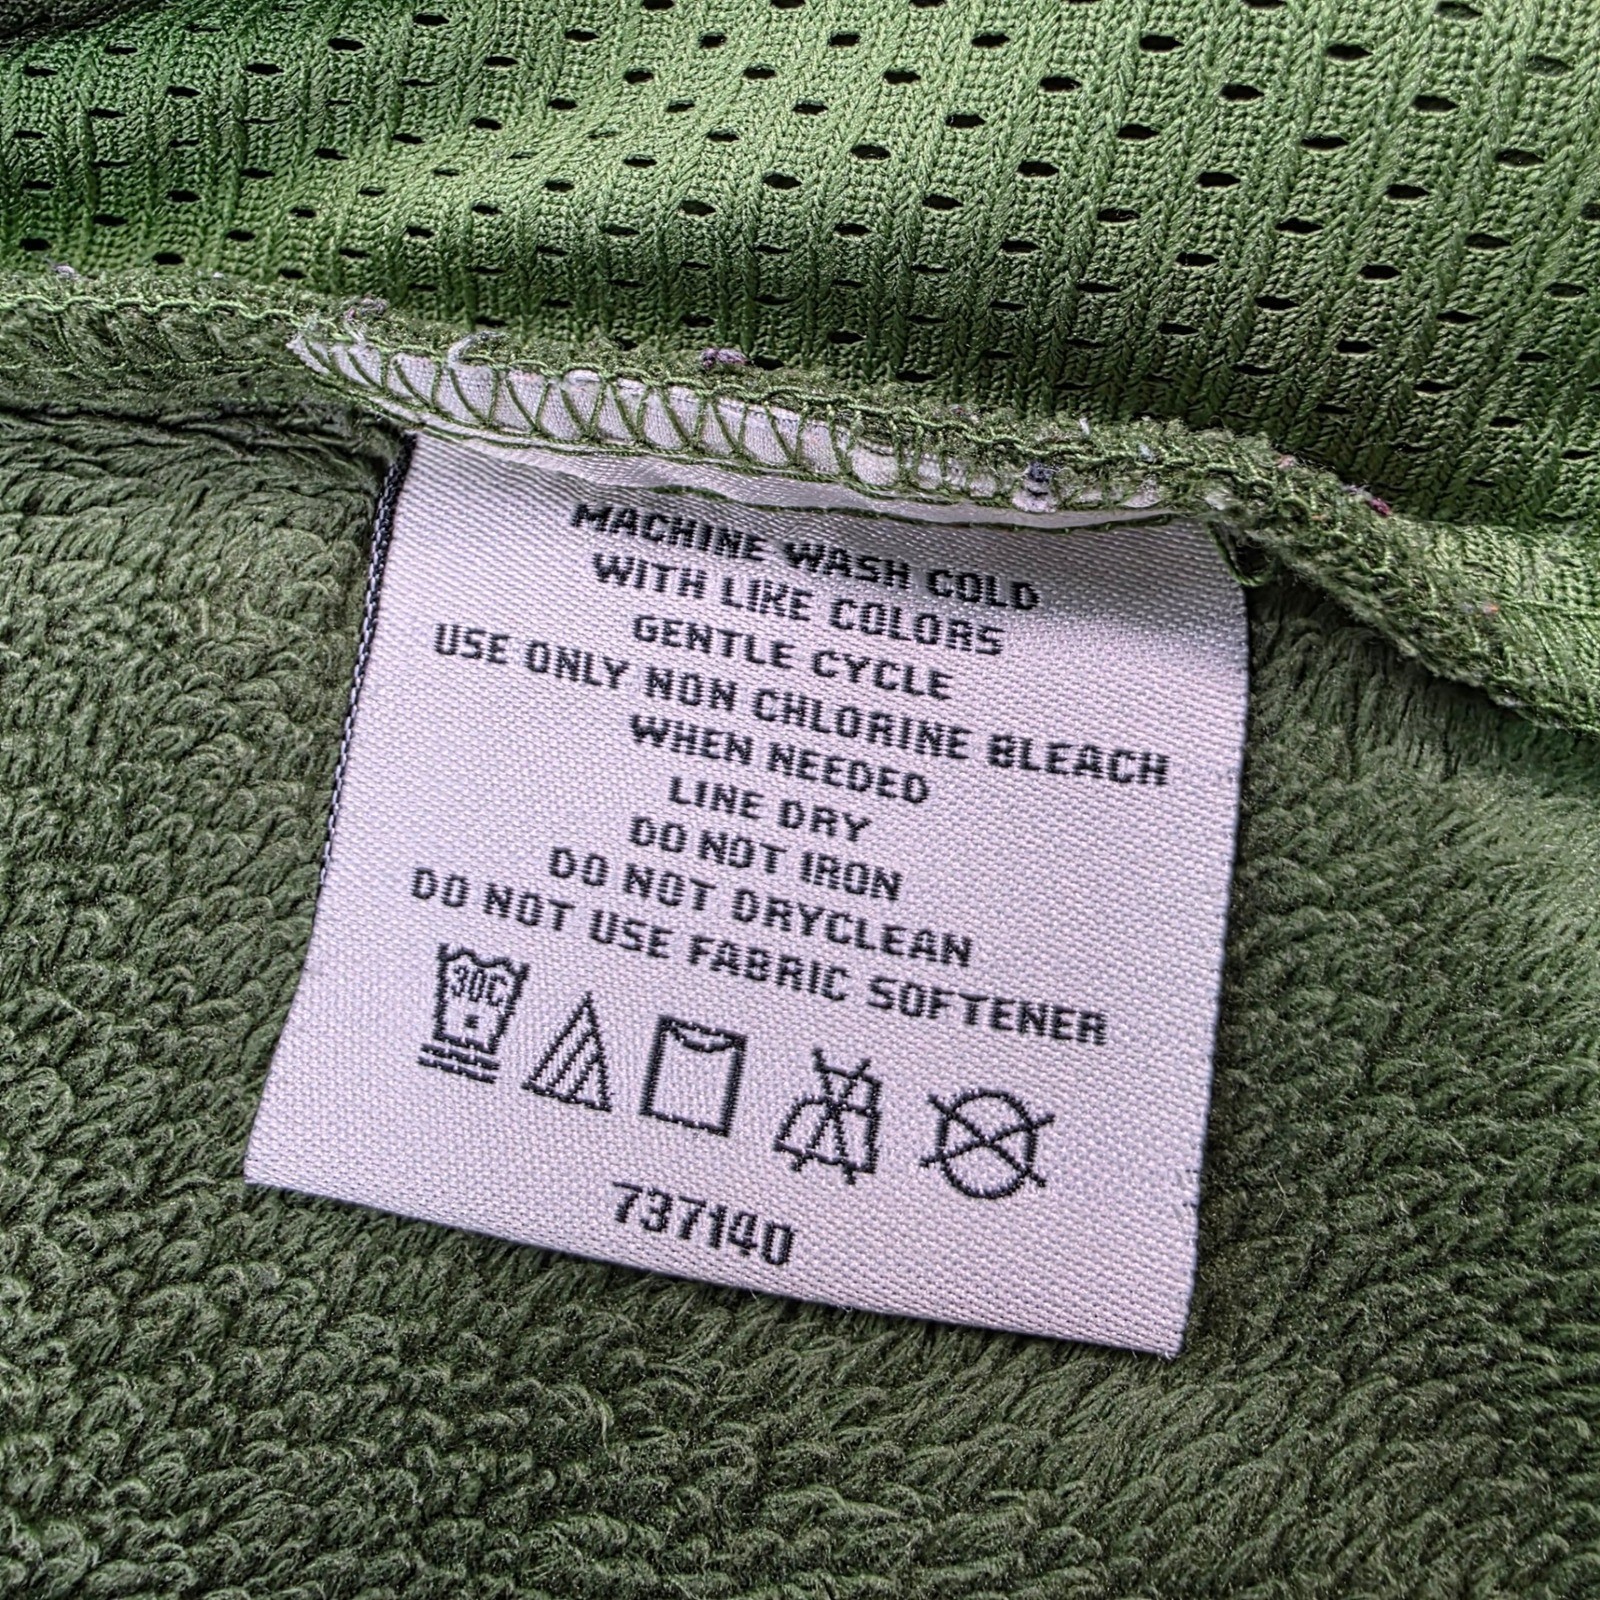 MACHINE WASH COLD
WITH LIKE COLORS
GENTLE CYCLE
USE ONLY NON CHLORINE BLEACH
WHEN NEEDED
LINE DRY
DO NOT IRON
DO NOT DRYCLEAN
DO NOT USE FABRIC SOFTENER
30C
737140